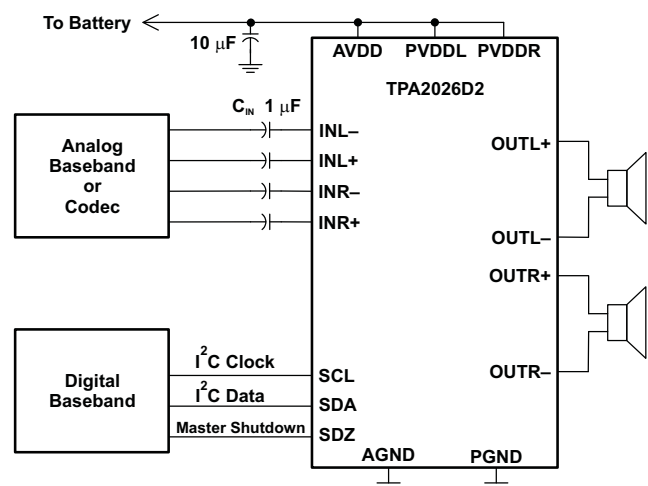 To Battery
10 μF
AVDD PVDDL PVDDR
TPA2026D2
C_IN 1 μF
Analog
Baseband
or
Codec
INL–
INL+
INR–
INR+
OUTL+
OUTL–
OUTR+
OUTR–
Digital
Baseband
I²C Clock
I²C Data
Master Shutdown
SCL
SDA
SDZ
AGND PGND